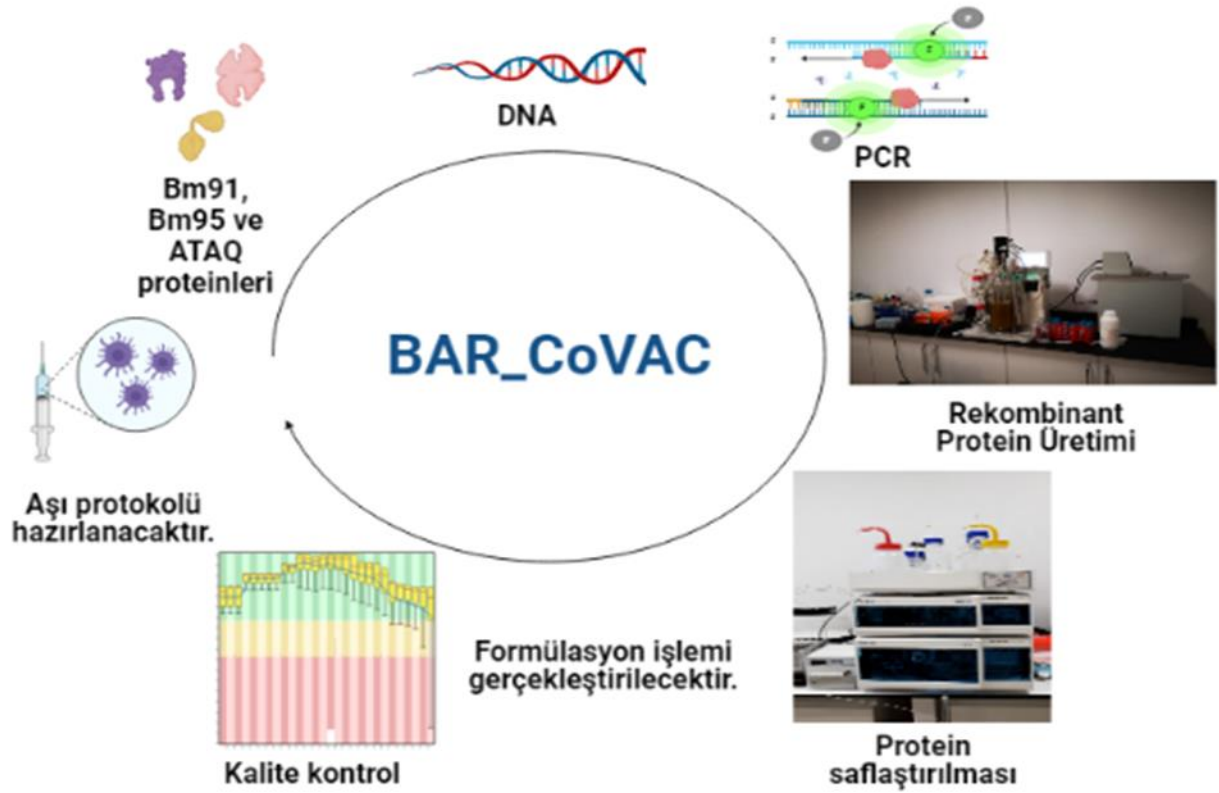 DNA
PCR
Bm91,
Bm95 ve
ATAQ
proteinleri
BAR_CoVAC
Rekombinant
Protein Üretimi
Aşı protokolü
hazırlanacaktır.
Formülasyon işlemi
gerçekleştirilecektir.
Protein
saflaştırılması
Kalite kontrol